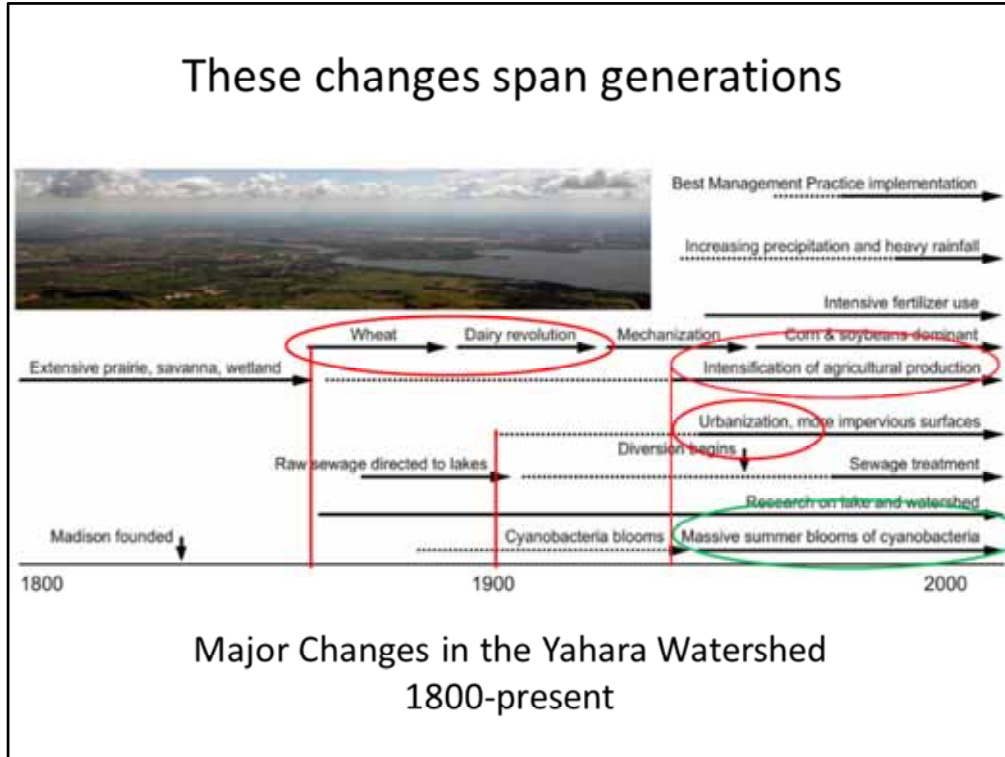 These changes span generations
Best Management Practice implementation
Increasing precipitation and heavy rainfall
Intensive fertilizer use
Wheat Dairy revolution Mechanization Corn & soybeans dominant
Extensive prairie, savanna, wetland Intensification of agricultural production
Urbanization, more impervious surfaces
Diversion begins
Raw sewage directed to lakes Sewage treatment
Research on lake and watershed
Madison founded Cyanobacteria blooms Massive summer blooms of cyanobacteria
1800 1900 2000
Major Changes in the Yahara Watershed
1800-present